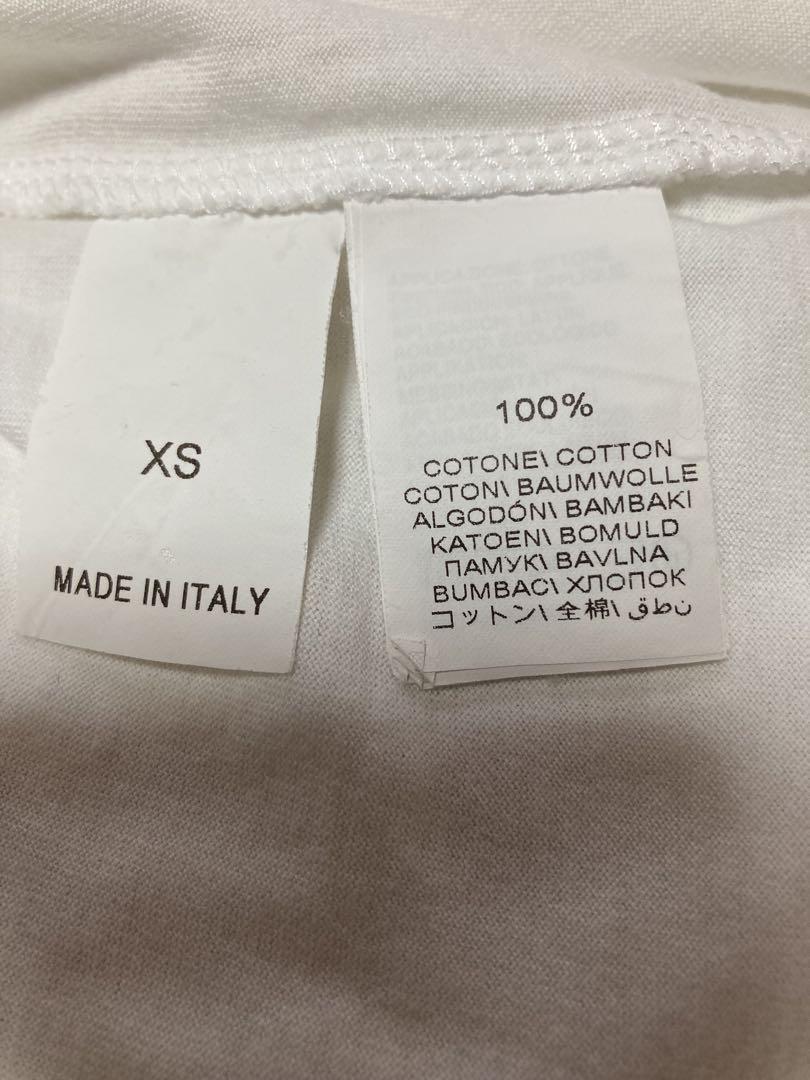 XS
MADE IN ITALY
100%
COTONE\ COTTON
COTON\ BAUMWOLLE
ALGODÓN\ BAMBAKI
KATOEN\ BOMULD
ПАМУК\ BAVLNA
BUMBAC\ ХЛОПОК
コットン\ 全棉\ قطن